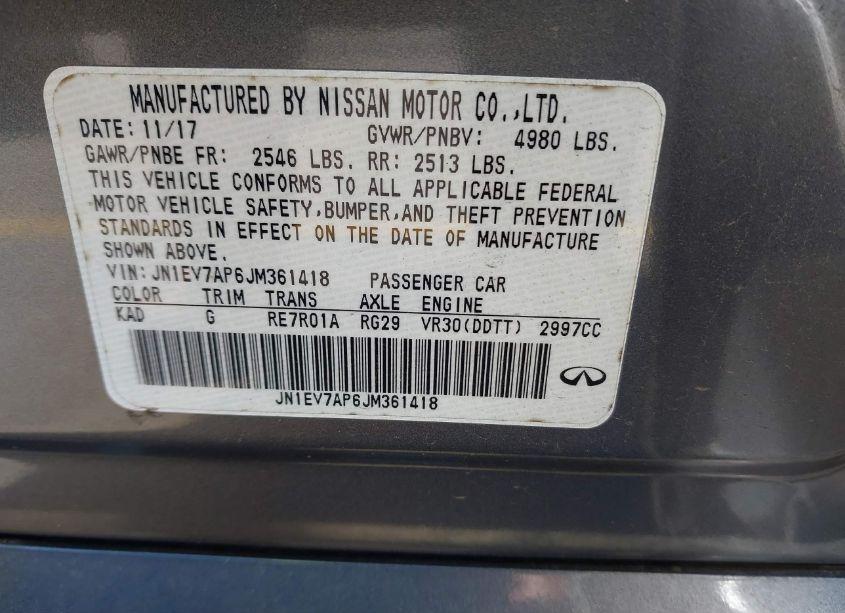 MANUFACTURED BY NISSAN MOTOR CO.,LTD.
DATE: 11/17 GVWR/PNBV: 4980 LBS.
GAWR/PNBE FR: 2546 LBS. RR: 2513 LBS.
THIS VEHICLE CONFORMS TO ALL APPLICABLE FEDERAL
MOTOR VEHICLE SAFETY,BUMPER,AND THEFT PREVENTION
STANDARDS IN EFFECT ON THE DATE OF MANUFACTURE
SHOWN ABOVE.
VIN: JN1EV7AP6JM361418 PASSENGER CAR
COLOR TRIM TRANS AXLE ENGINE
KAD G RE7R01A RG29 VR30(DDTT) 2997CC
JN1EV7AP6JM361418